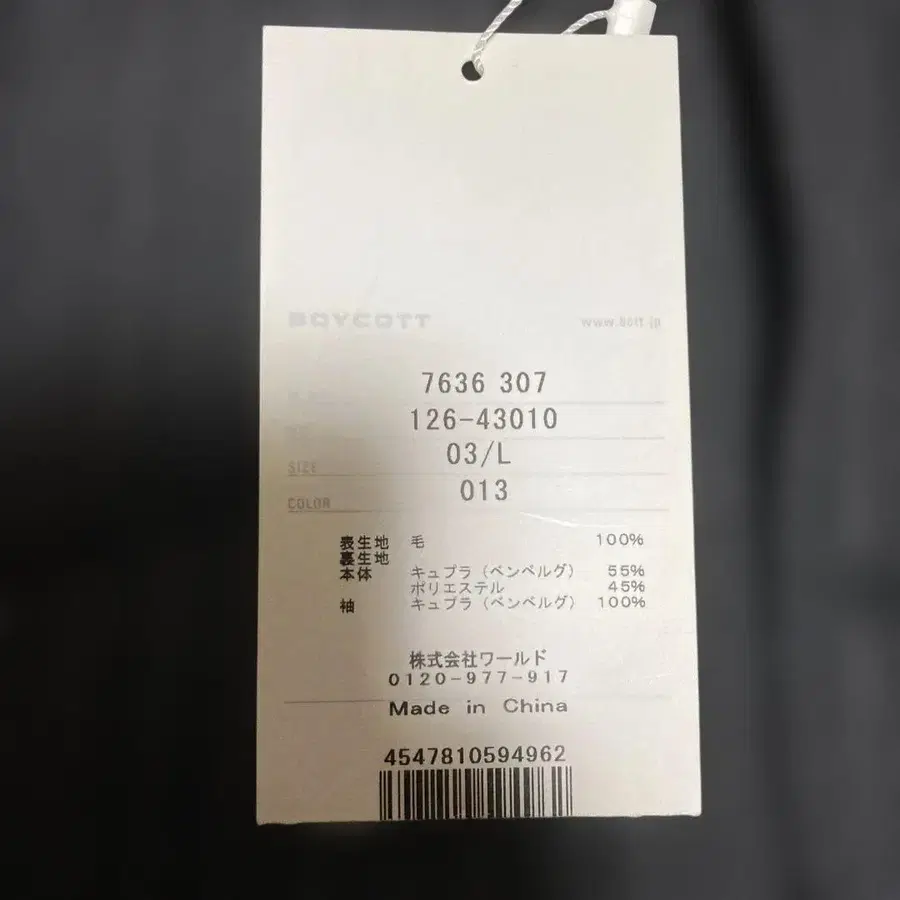 BOYCOTT www.boit.jp
7636 307
126-43010
SIZE 03/L
COLOR 013
表生地 毛 100%
裏生地
本体 キュプラ(ベンベルグ) 55%
ポリエステル 45%
袖 キュプラ(ベンベルグ) 100%
株式会社ワールド
0120-977-917
Made in China
4547810594962